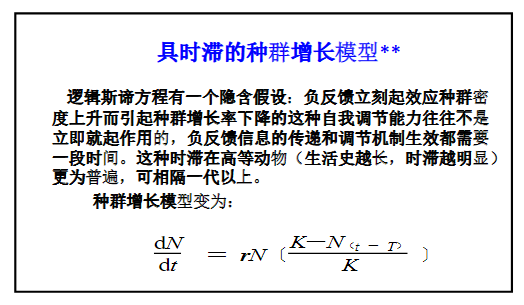 具时滞的种群增长模型**
逻辑斯谛方程有一个隐含假设：负反馈立刻起效应种群密
度上升而引起种群增长率下降的这种自我调节能力往往不是
立即就起作用的，负反馈信息的传递和调节机制生效都需要
一段时间。这种时滞在高等动物（生活史越长，时滞越明显）
更为普遍，可相隔一代以上。
种群增长模型变为：
dN/dt = rN〔(K—N(t - T))/K〕